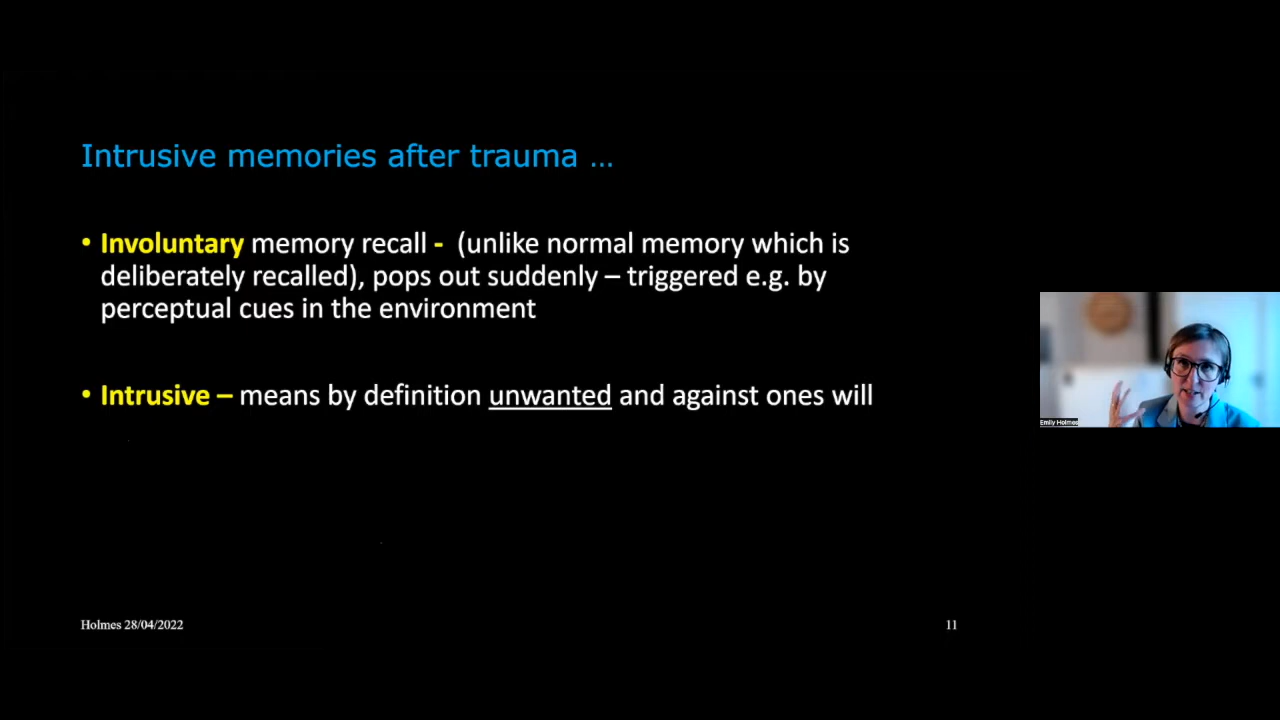 Intrusive memories after trauma ...
• Involuntary memory recall - (unlike normal memory which is
deliberately recalled), pops out suddenly – triggered e.g. by
perceptual cues in the environment
• Intrusive – means by definition unwanted and against ones will
Emily Holmes
Holmes 28/04/2022
11